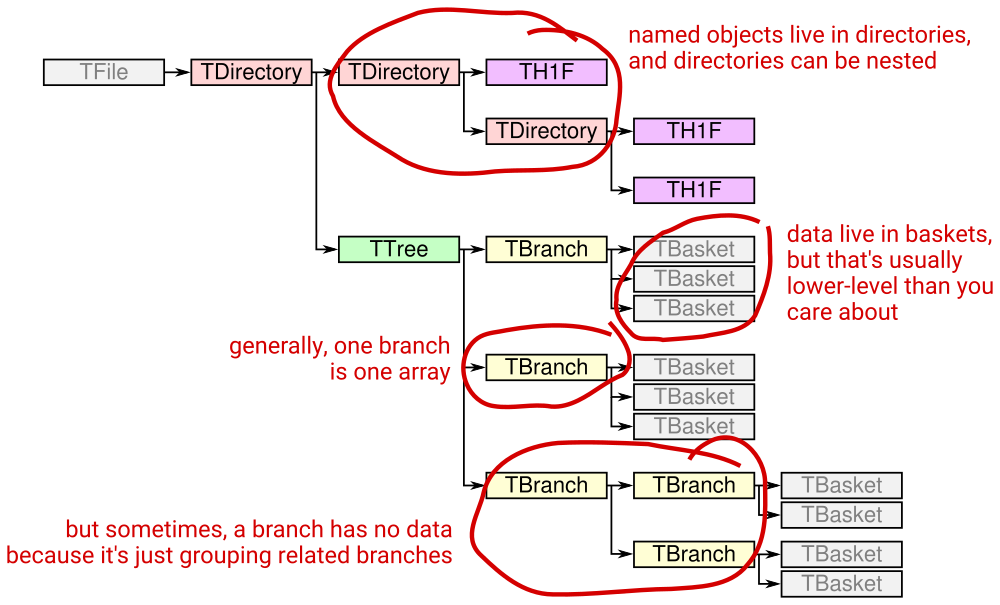 named objects live in directories,
and directories can be nested
TFile
TDirectory
TDirectory
TH1F
TDirectory
TH1F
TH1F
TTree
TBranch
TBasket
TBasket
TBasket
data live in baskets,
but that's usually
lower-level than you
care about
generally, one branch
is one array
TBranch
TBasket
TBasket
TBasket
TBranch
TBranch
TBasket
TBasket
but sometimes, a branch has no data
because it's just grouping related branches
TBranch
TBasket
TBasket